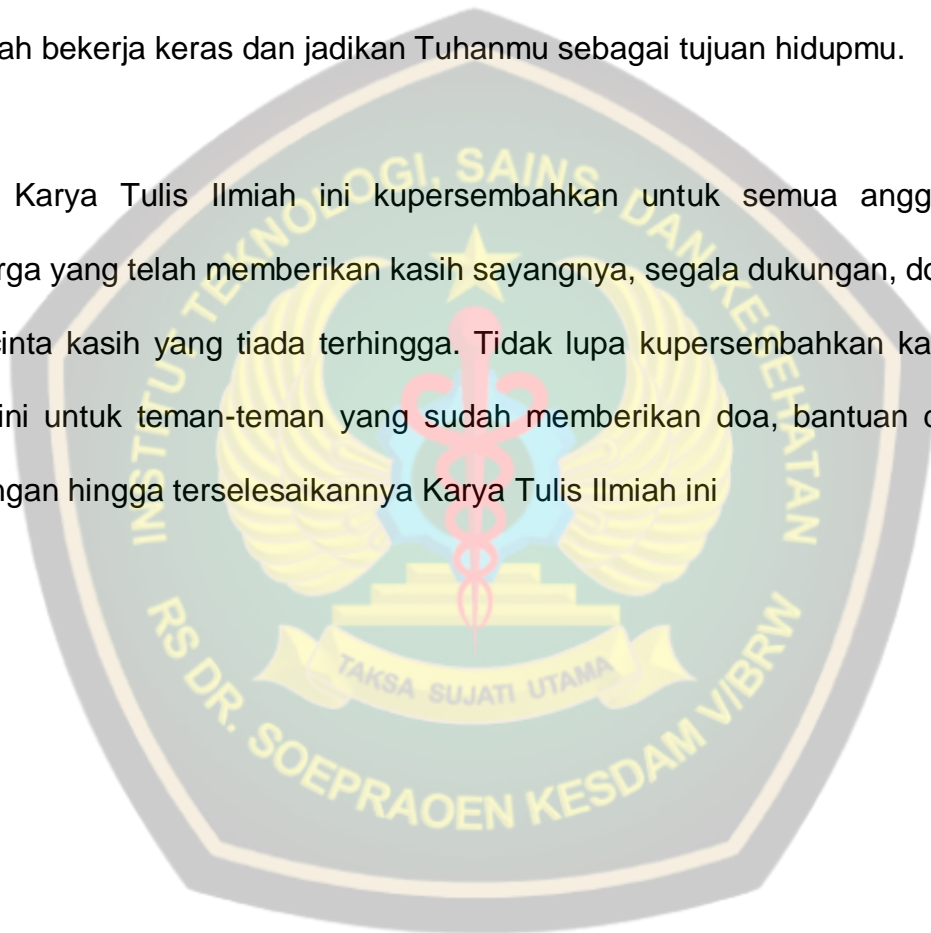 ah bekerja keras dan jadikan Tuhanmu sebagai tujuan hidupmu.
Karya Tulis Ilmiah ini kupersembahkan untuk semua angg
rga yang telah memberikan kasih sayangnya, segala dukungan, do
inta kasih yang tiada terhingga. Tidak lupa kupersembahkan ka
ini untuk teman-teman yang sudah memberikan doa, bantuan d
ngan hingga terselesaikannya Karya Tulis Ilmiah ini
INSTITUT TEKNOLOGI, SAINS, DAN KESEHATAN
TAKSA SUJATI UTAMA
RS DR. SOEPRAOEN KESDAM V/BRW